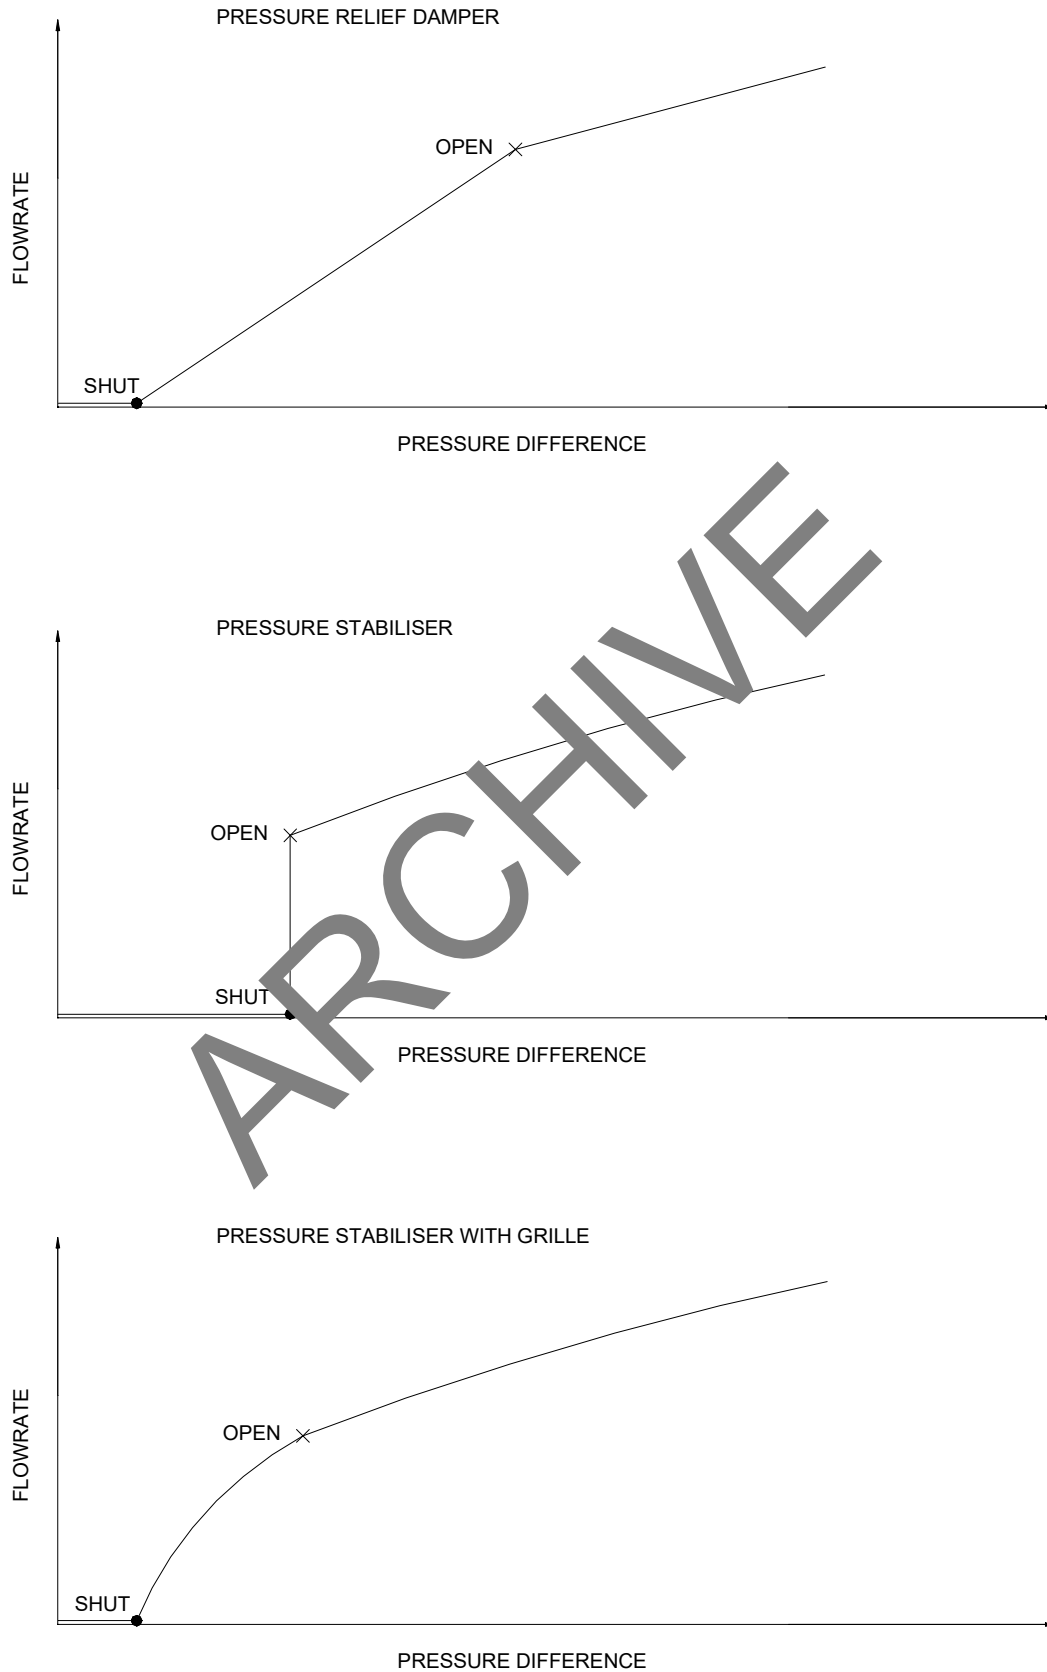 PRESSURE RELIEF DAMPER
OPEN
FLOWRATE
SHUT
PRESSURE DIFFERENCE
PRESSURE STABILISER
OPEN
FLOWRATE
SHUT
PRESSURE DIFFERENCE
ARCHIVE
PRESSURE STABILISER WITH GRILLE
OPEN
FLOWRATE
SHUT
PRESSURE DIFFERENCE